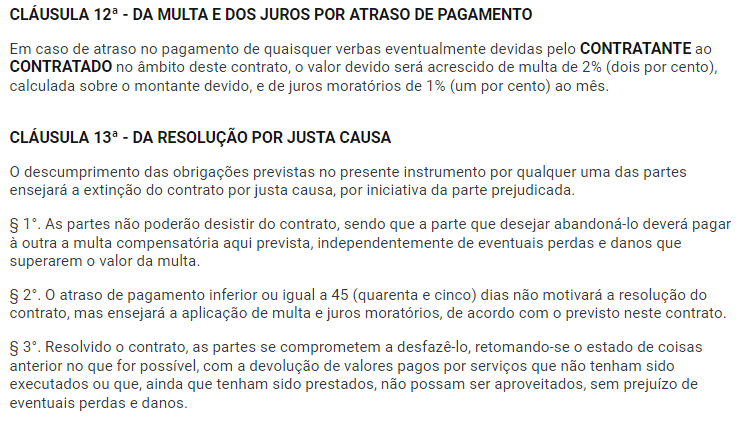 CLÁUSULA 12ª - DA MULTA E DOS JUROS POR ATRASO DE PAGAMENTO
Em caso de atraso no pagamento de quaisquer verbas eventualmente devidas pelo CONTRATANTE ao
CONTRATADO no âmbito deste contrato, o valor devido será acrescido de multa de 2% (dois por cento),
calculada sobre o montante devido, e de juros moratórios de 1% (um por cento) ao mês.
CLÁUSULA 13ª - DA RESOLUÇÃO POR JUSTA CAUSA
O descumprimento das obrigações previstas no presente instrumento por qualquer uma das partes
ensejará a extinção do contrato por justa causa, por iniciativa da parte prejudicada.
§ 1°. As partes não poderão desistir do contrato, sendo que a parte que desejar abandoná-lo deverá pagar
à outra a multa compensatória aqui prevista, independentemente de eventuais perdas e danos que
superarem o valor da multa.
§ 2°. O atraso de pagamento inferior ou igual a 45 (quarenta e cinco) dias não motivará a resolução do
contrato, mas ensejará a aplicação de multa e juros moratórios, de acordo com o previsto neste contrato.
§ 3°. Resolvido o contrato, as partes se comprometem a desfazê-lo, retomando-se o estado de coisas
anterior no que for possível, com a devolução de valores pagos por serviços que não tenham sido
executados ou que, ainda que tenham sido prestados, não possam ser aproveitados, sem prejuízo de
eventuais perdas e danos.